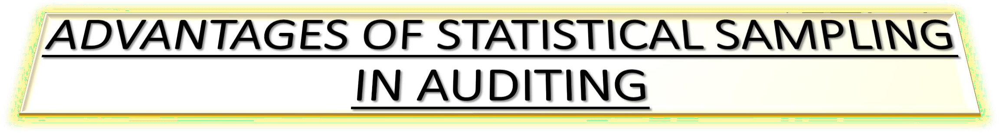 ADVANTAGES OF STATISTICAL SAMPLING
IN AUDITING